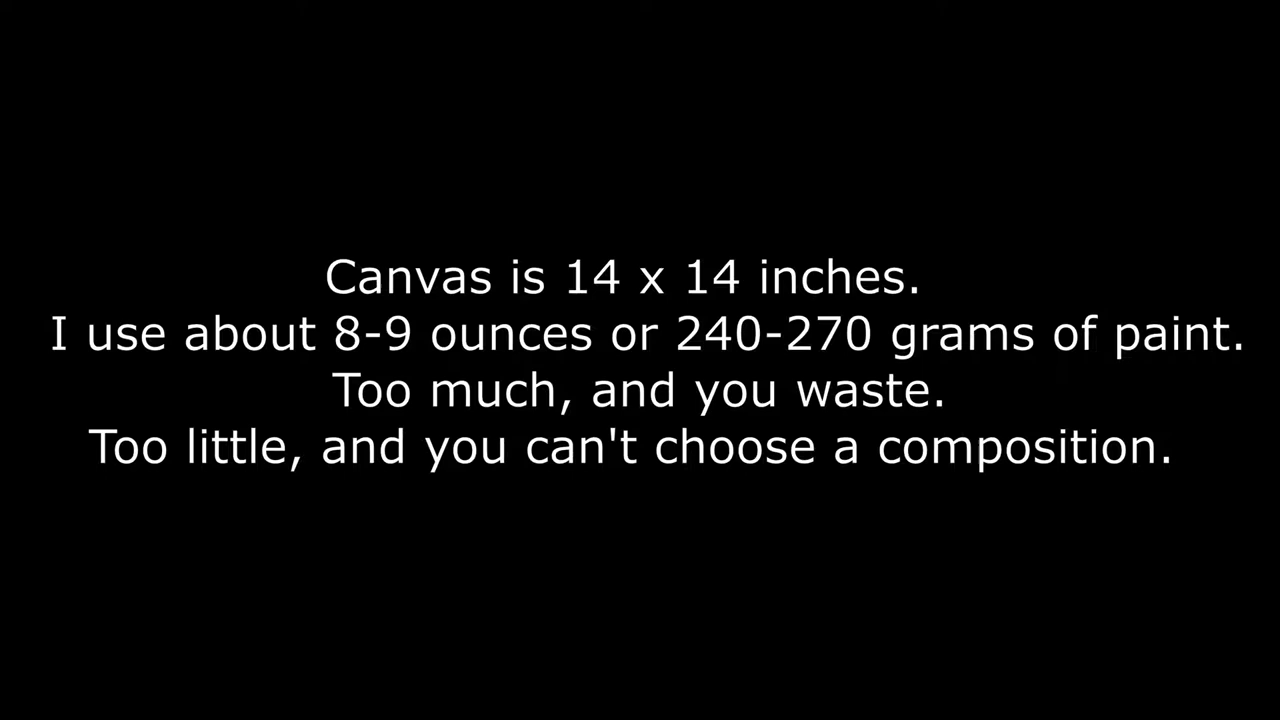 Canvas is 14 x 14 inches.
I use about 8-9 ounces or 240-270 grams of paint.
Too much, and you waste.
Too little, and you can't choose a composition.